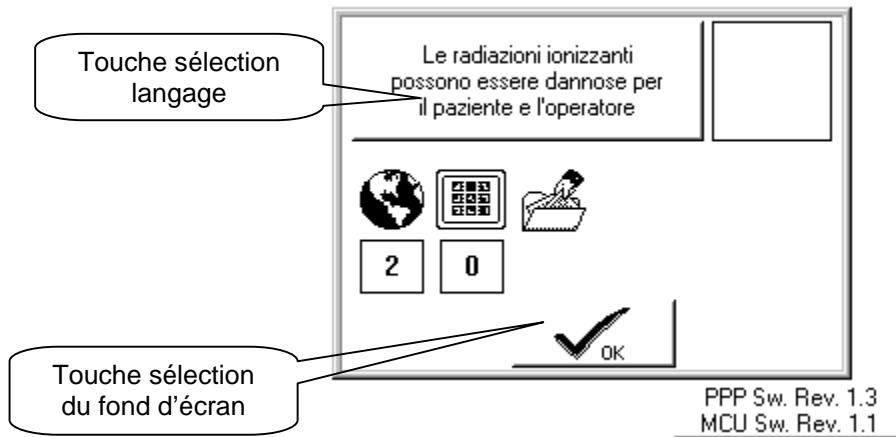 Touche sélection
langage
Le radiazioni ionizzanti
possono essere dannose per
il paziente e l'operatore
2 0
OK
Touche sélection
du fond d’écran
PPP Sw. Rev. 1.3
MCU Sw. Rev. 1.1